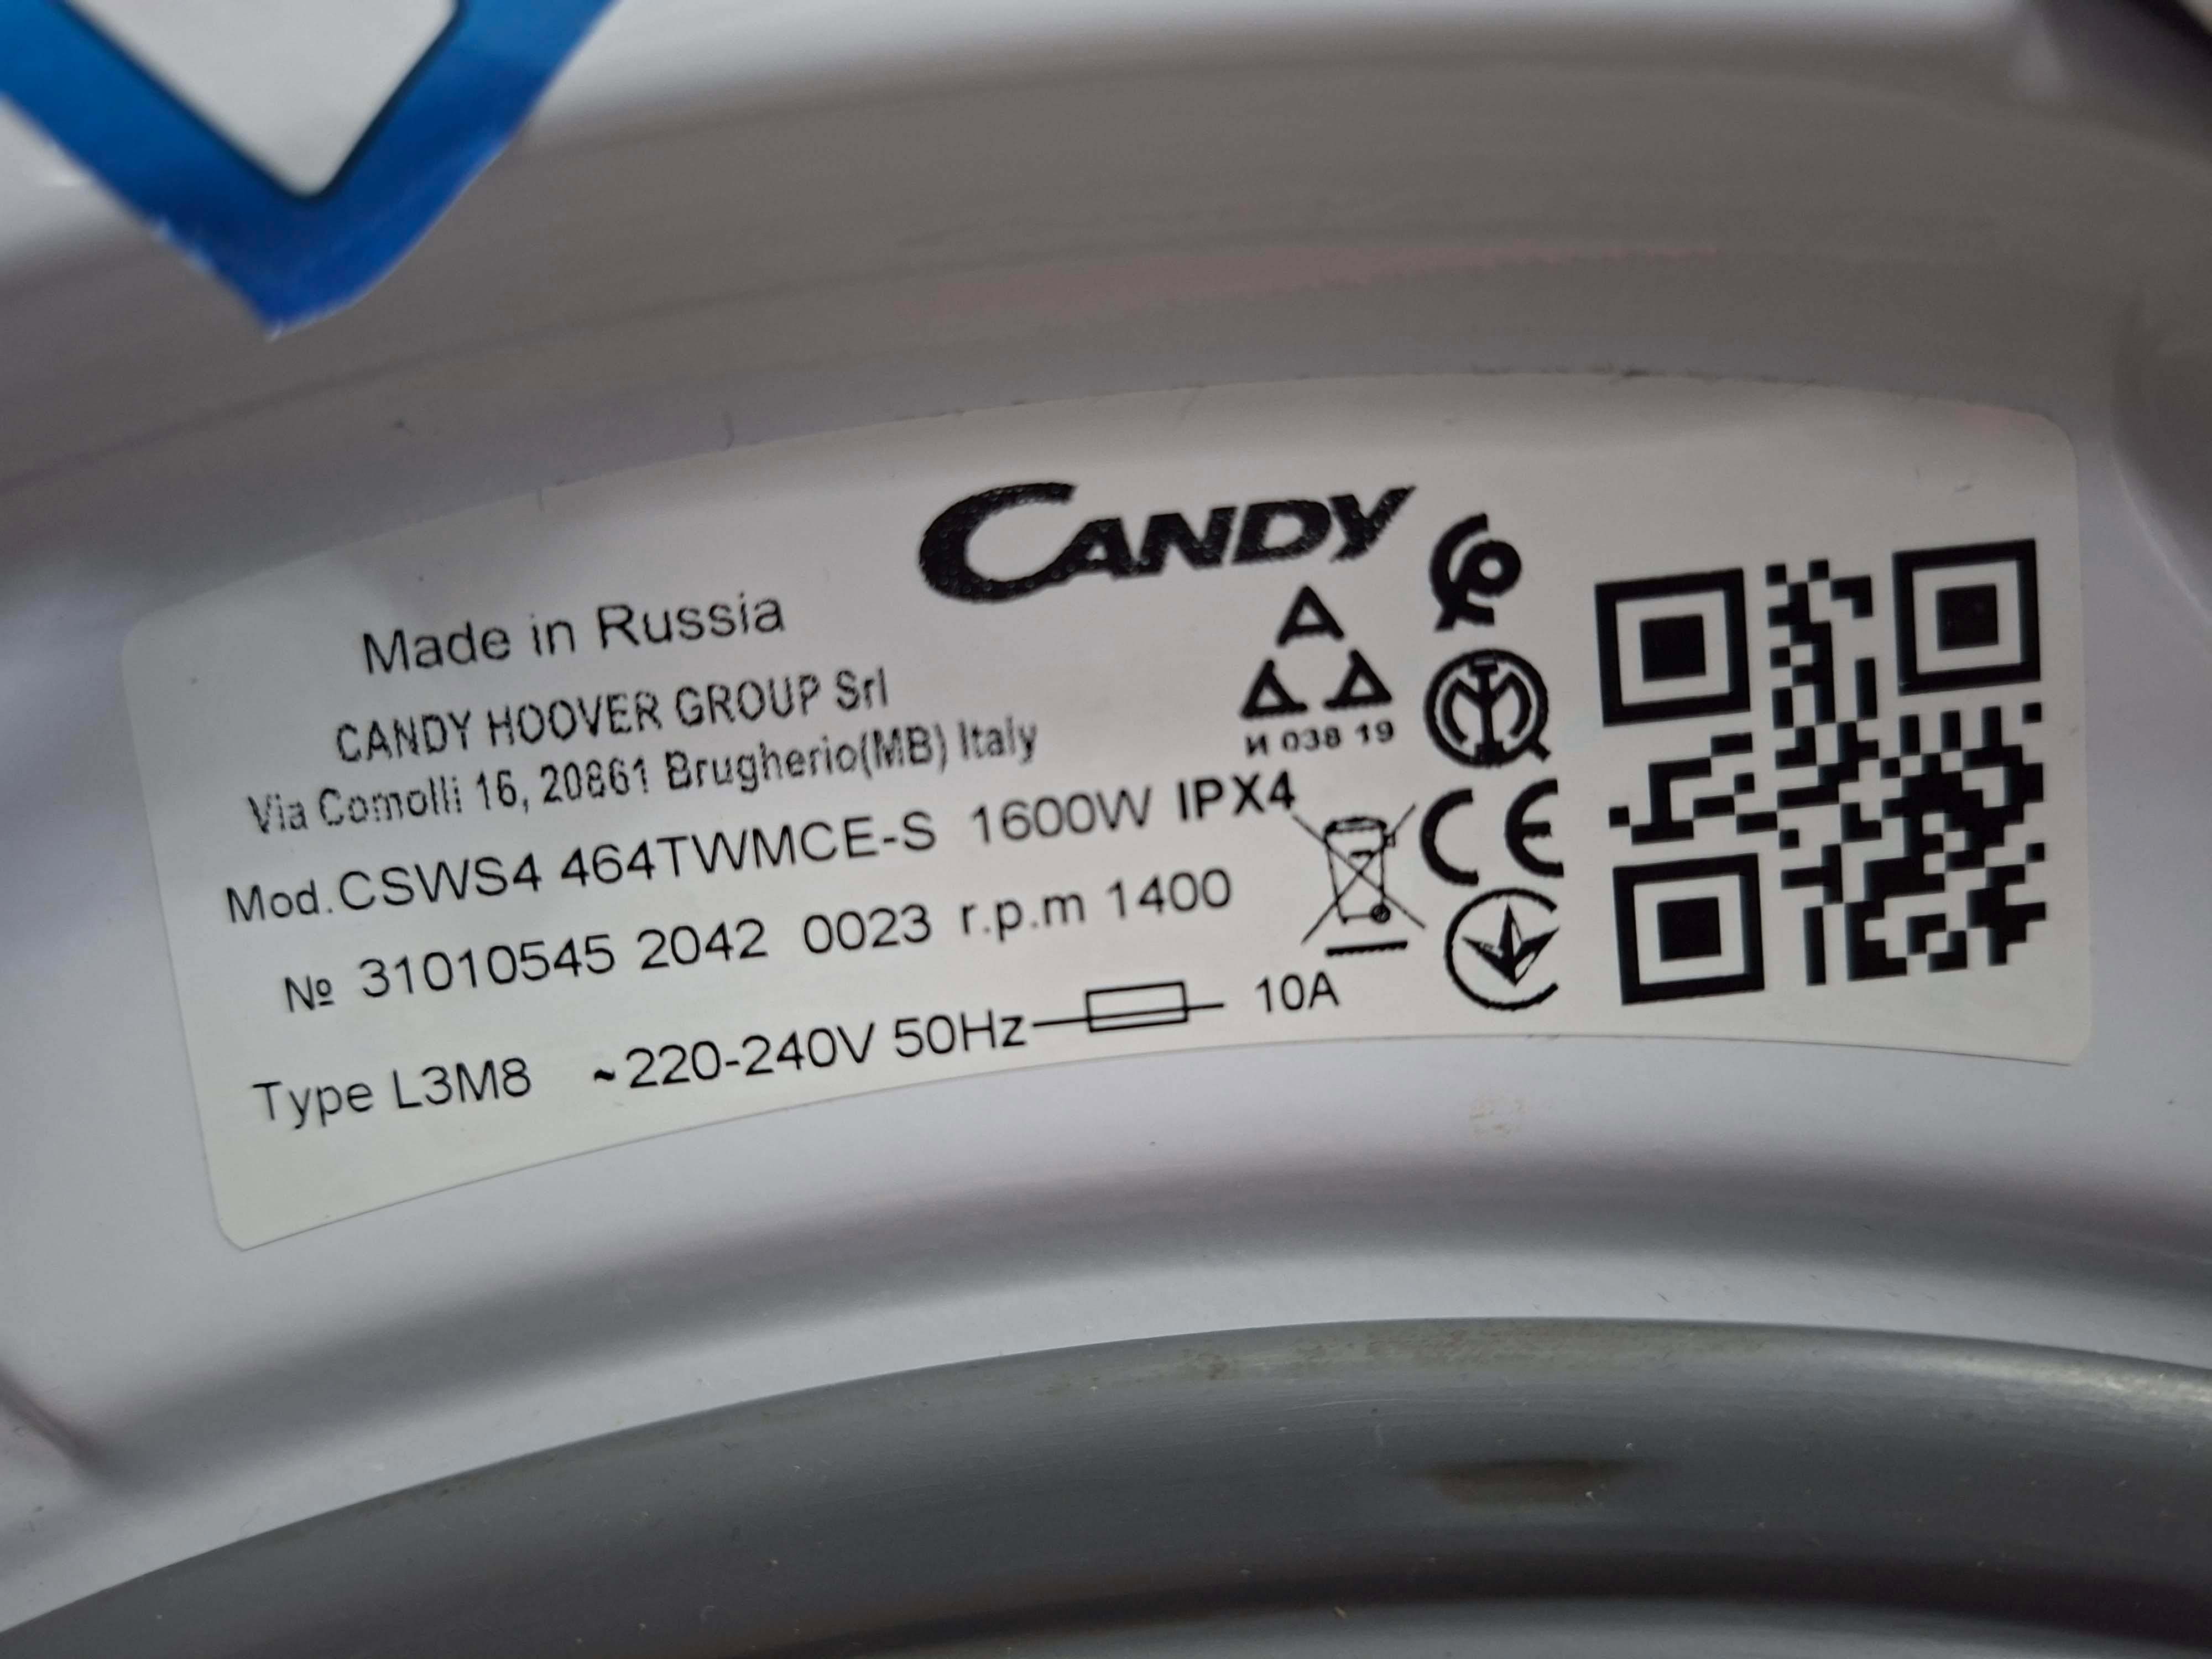 CANDY
Made in Russia
CANDY HOOVER GROUP Srl
Via Comolli 16, 20861 Brugherio(MB) Italy
И 038 19
Mod.CSWS4 464TWMCE-S 1600W IPX4
№ 31010545 2042 0023 r.p.m 1400
CE
Type L3M8 ~220-240V 50Hz 10A